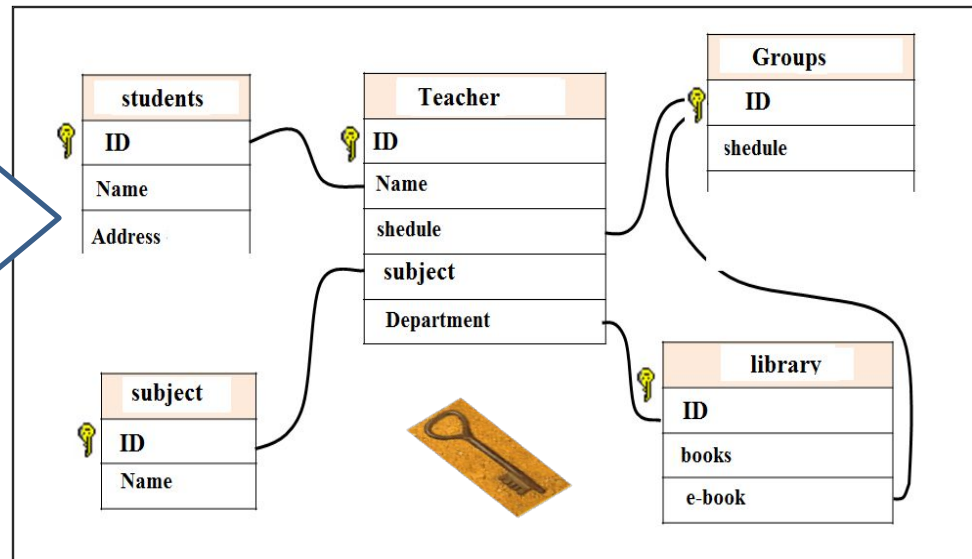 students
ID
Name
Address
Teacher
ID
Name
shedule
subject
Department
Groups
ID
shedule
subject
ID
Name
library
ID
books
e-book